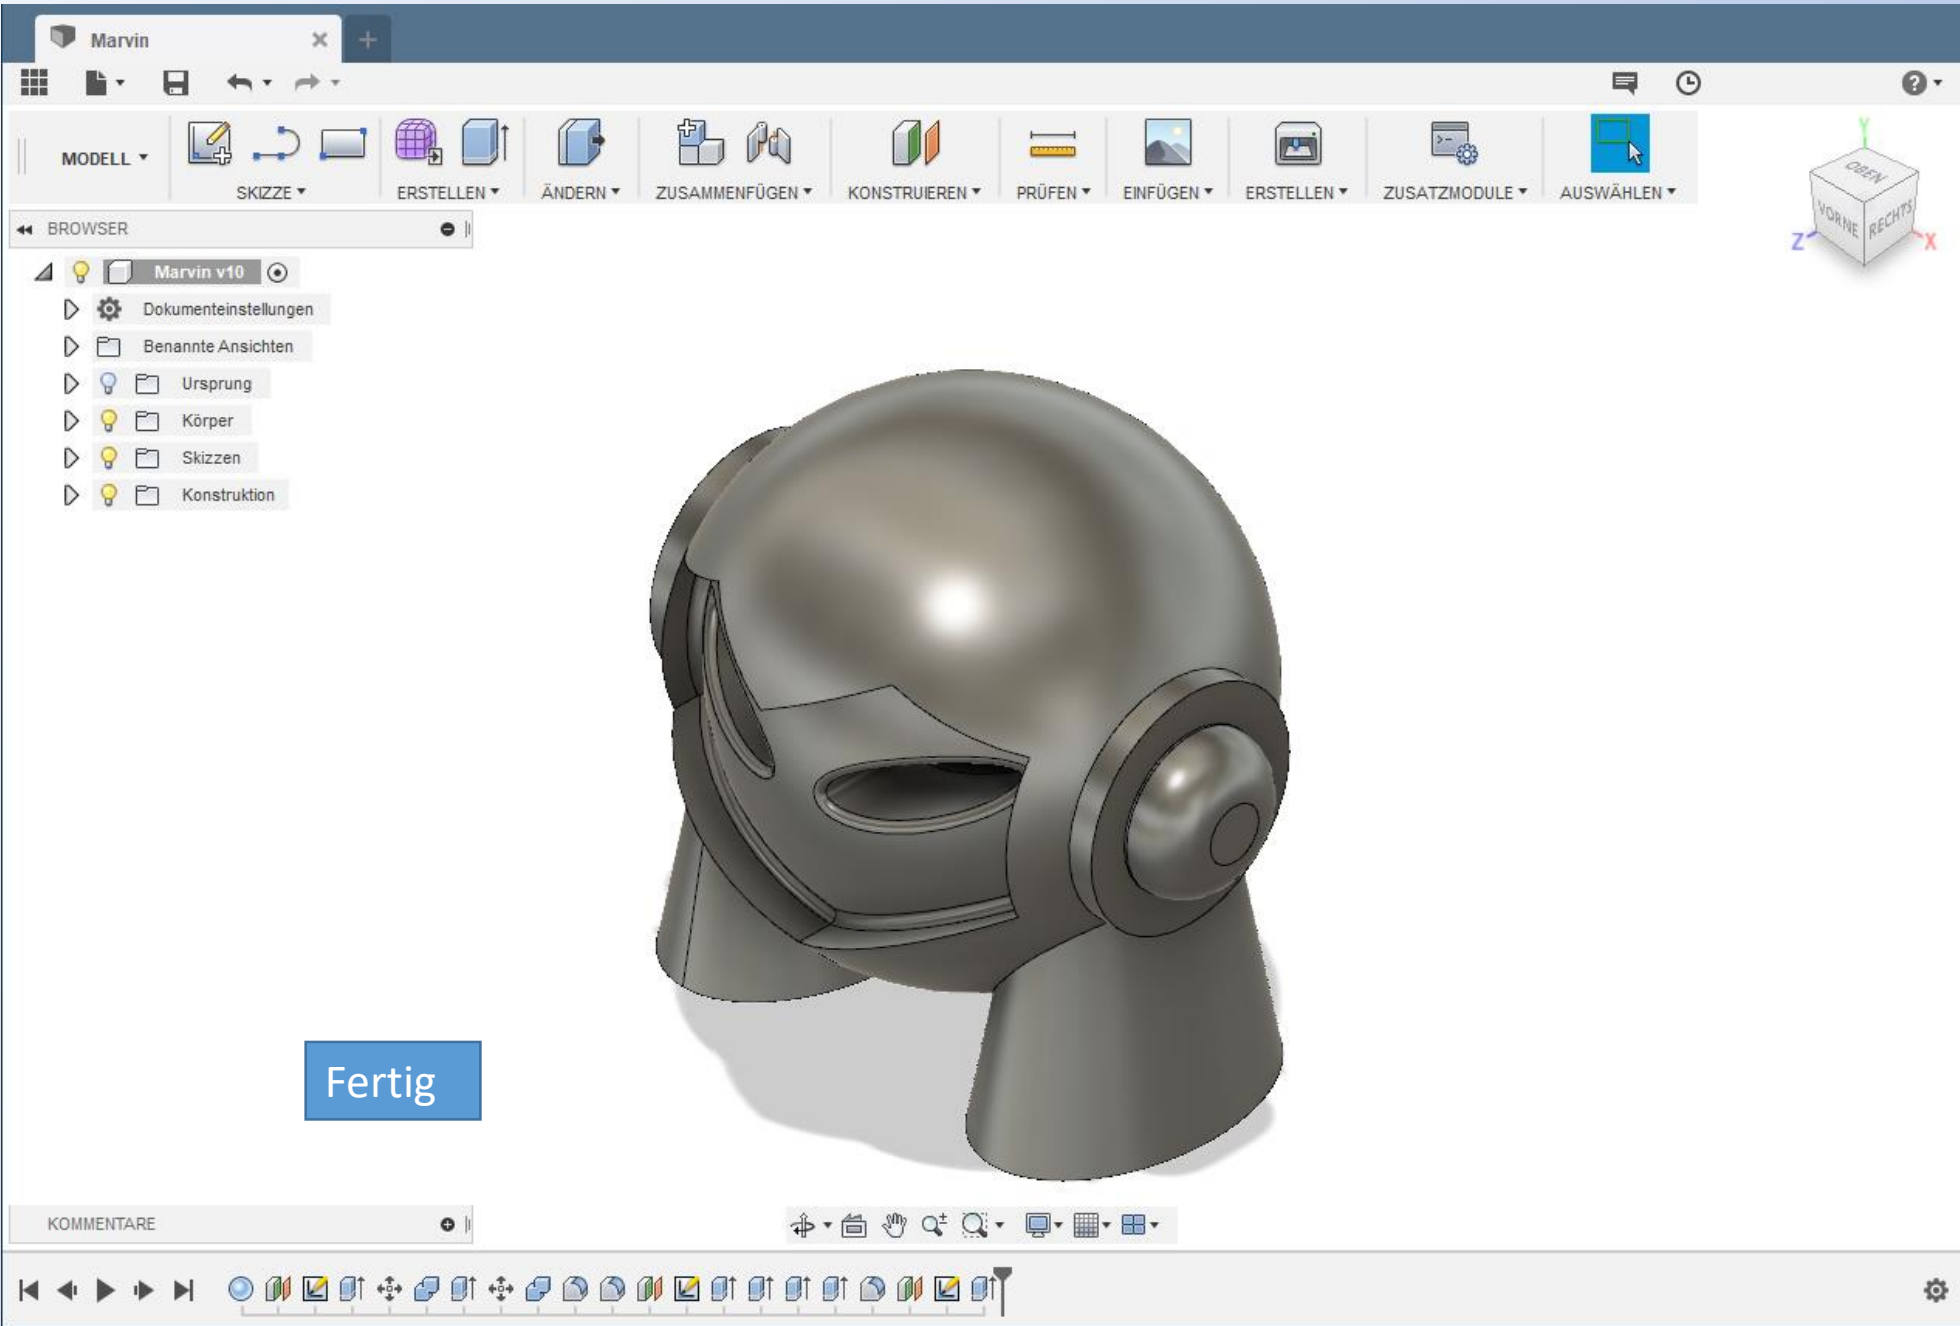 Marvin
MODELL
SKIZZE
ERSTELLEN
ÄNDERN
ZUSAMMENFÜGEN
KONSTRUIEREN
PRÜFEN
EINFÜGEN
ERSTELLEN
ZUSATZMODULE
AUSWÄHLEN
Y
OBEN
VORNE
RECHTS
Z
X
BROWSER
Marvin v10
Dokumenteinstellungen
Benannte Ansichten
Ursprung
Körper
Skizzen
Konstruktion
Fertig
KOMMENTARE